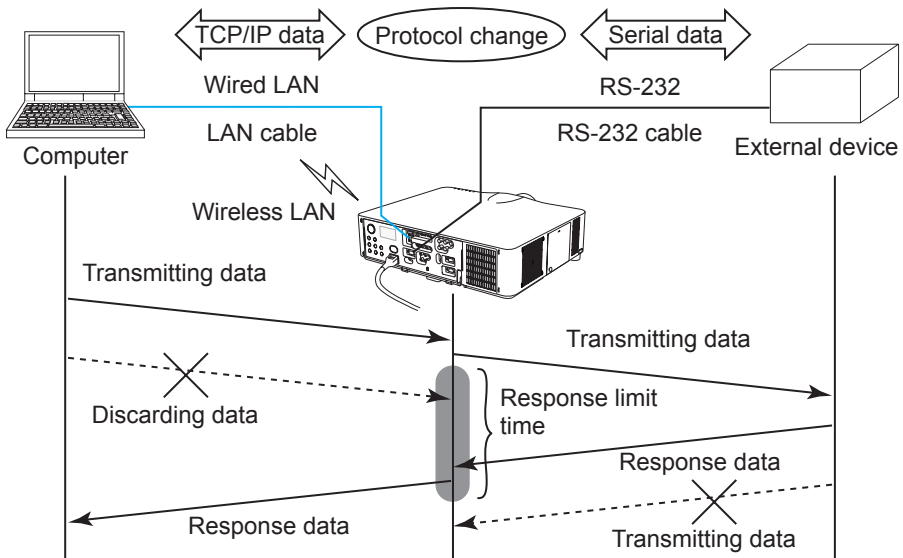 TCP/IP data
Protocol change
Serial data
Wired LAN
RS-232
LAN cable
RS-232 cable
Computer
External device
Wireless LAN
Transmitting data
Transmitting data
Discarding data
Response limit
time
Response data
Response data
Transmitting data